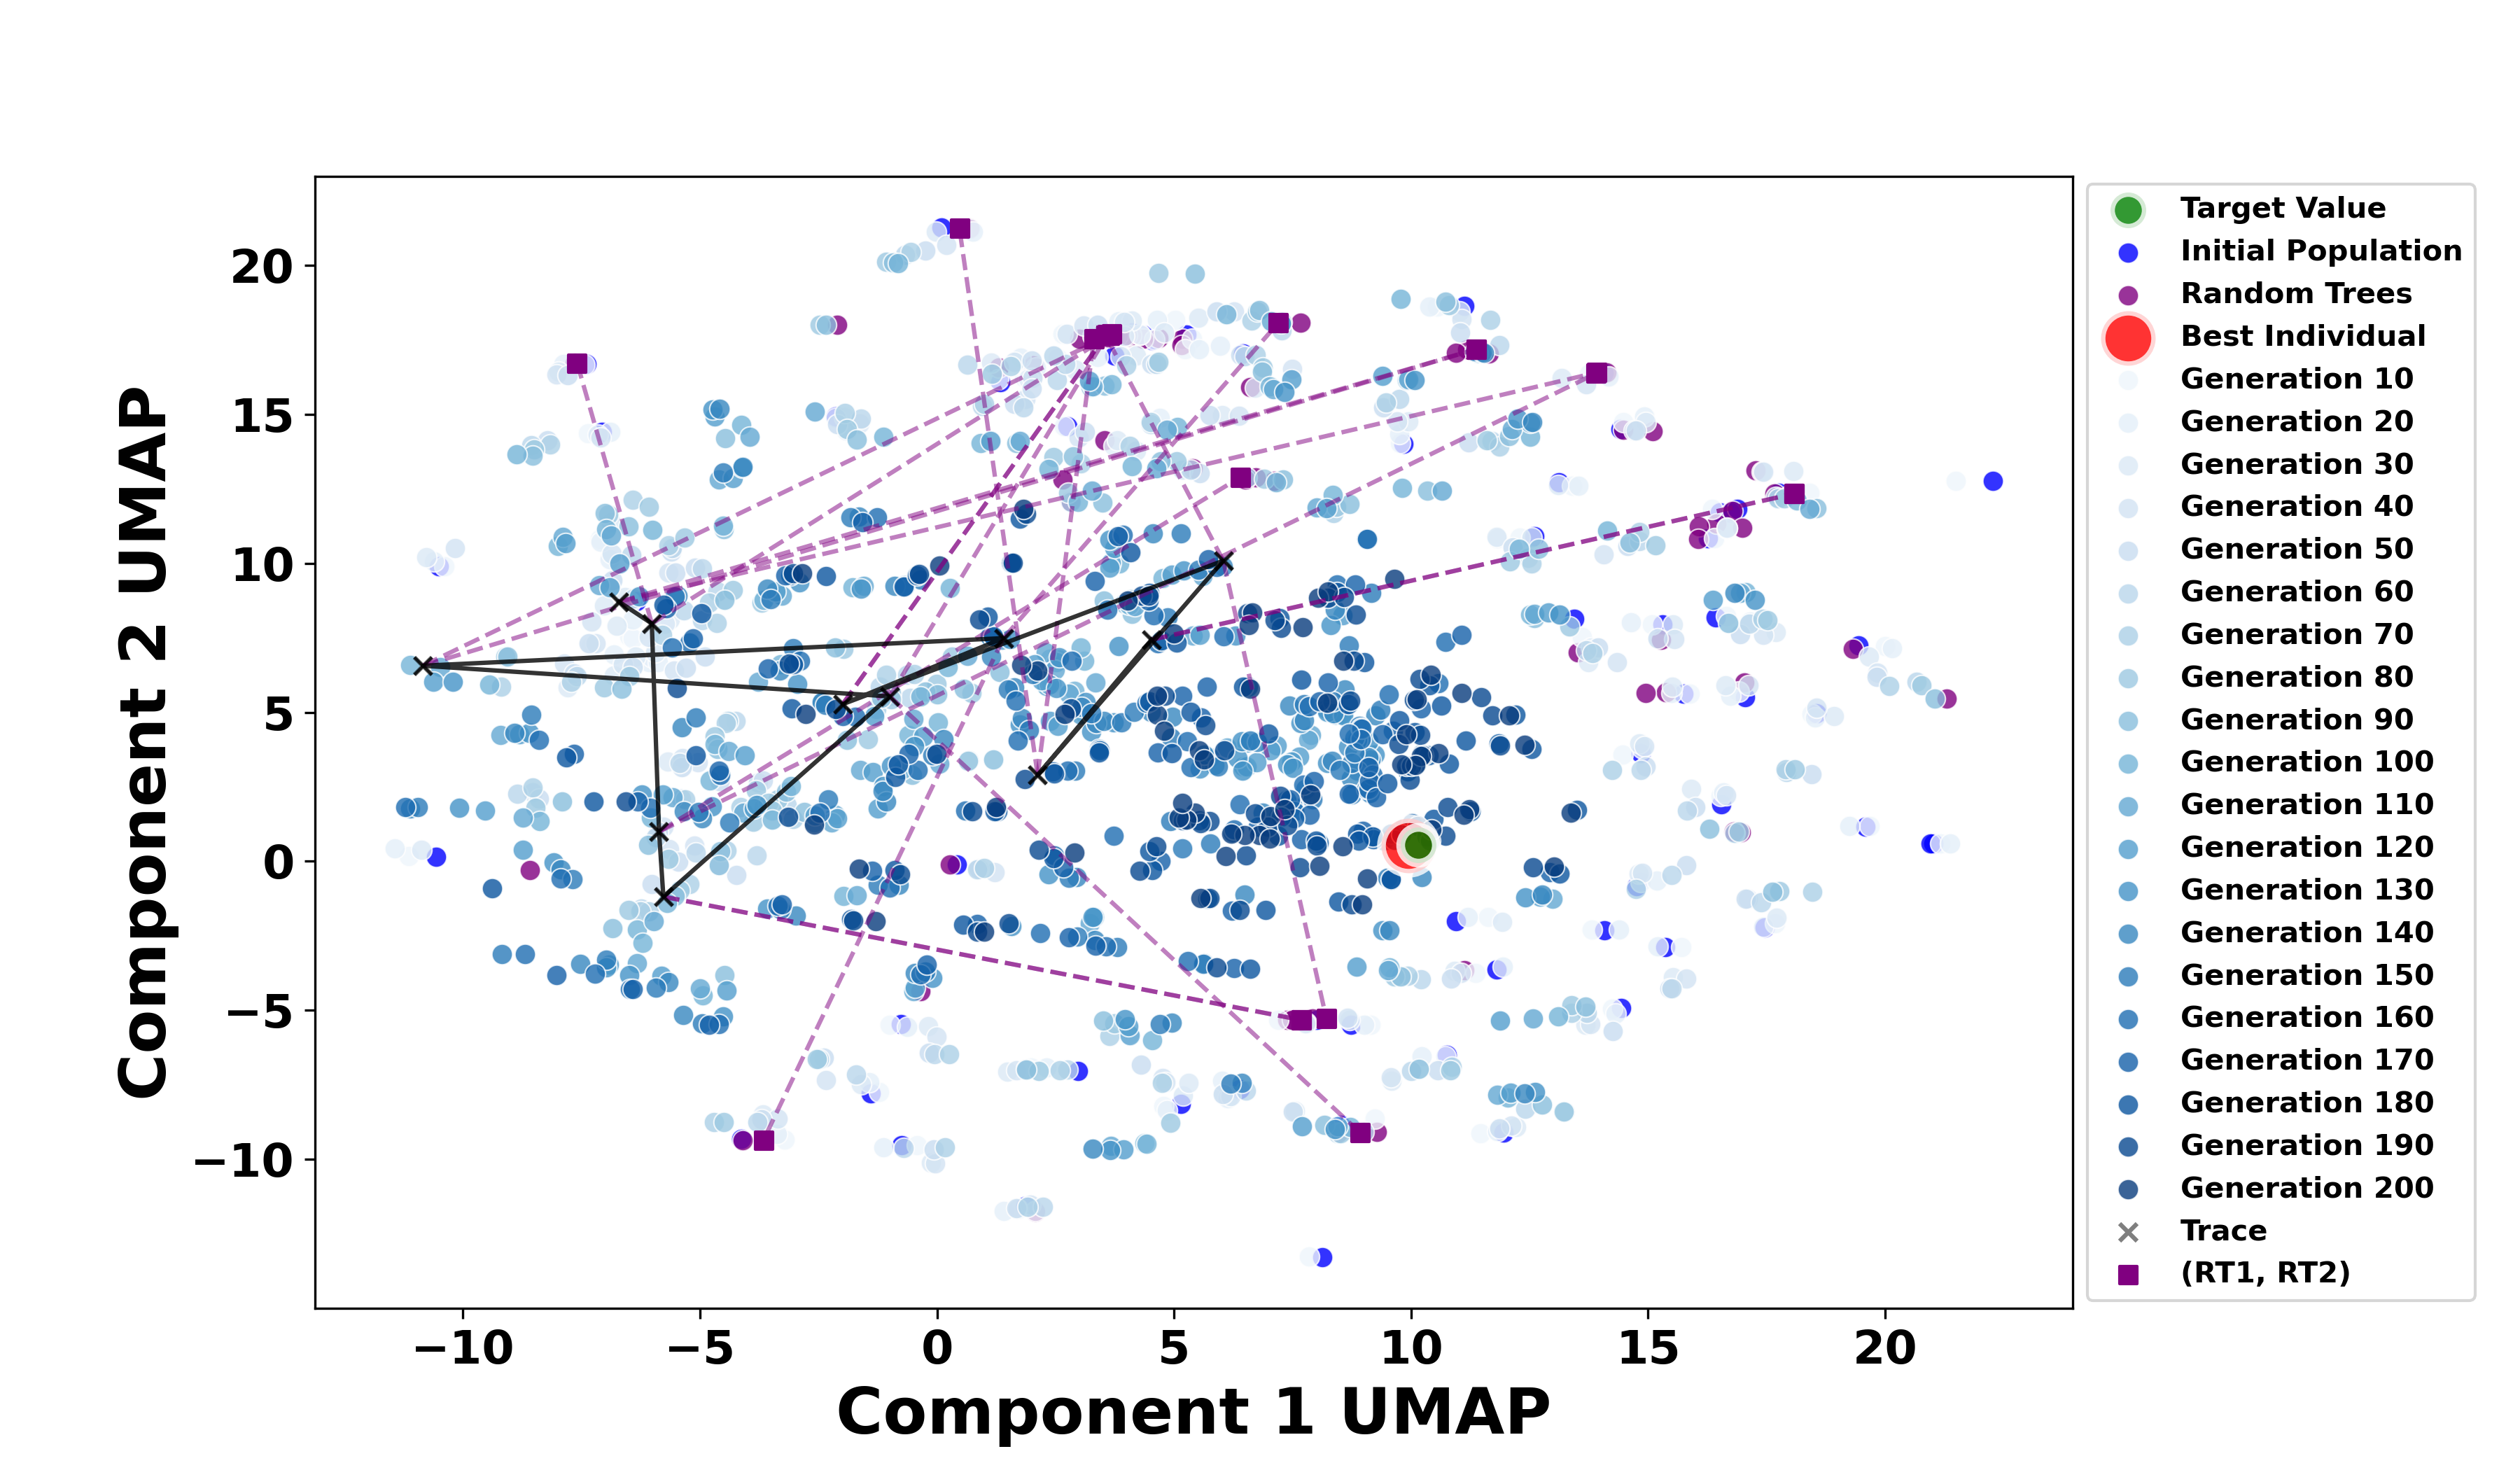 Component 2 UMAP
20
15
10
5
0
−5
−10
−10
−5
0
5
10
15
20
Component 1 UMAP
Target Value
Initial Population
Random Trees
Best Individual
Generation 10
Generation 20
Generation 30
Generation 40
Generation 50
Generation 60
Generation 70
Generation 80
Generation 90
Generation 100
Generation 110
Generation 120
Generation 130
Generation 140
Generation 150
Generation 160
Generation 170
Generation 180
Generation 190
Generation 200
Trace
(RT1, RT2)